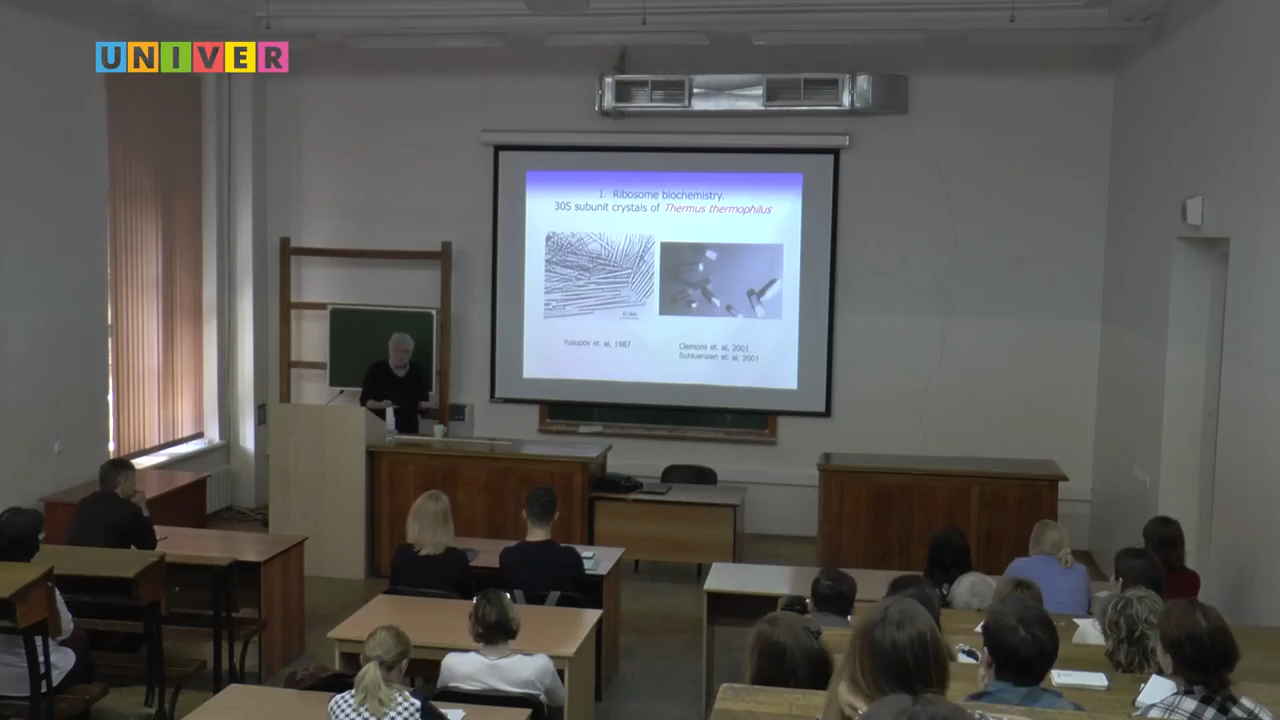 UNIVER
1. Ribosome biochemistry.
30S subunit crystals of Thermus thermophilus
Yusupov et. al, 1987
Clemons et. al, 2001
Schluenzen et. al. 2001